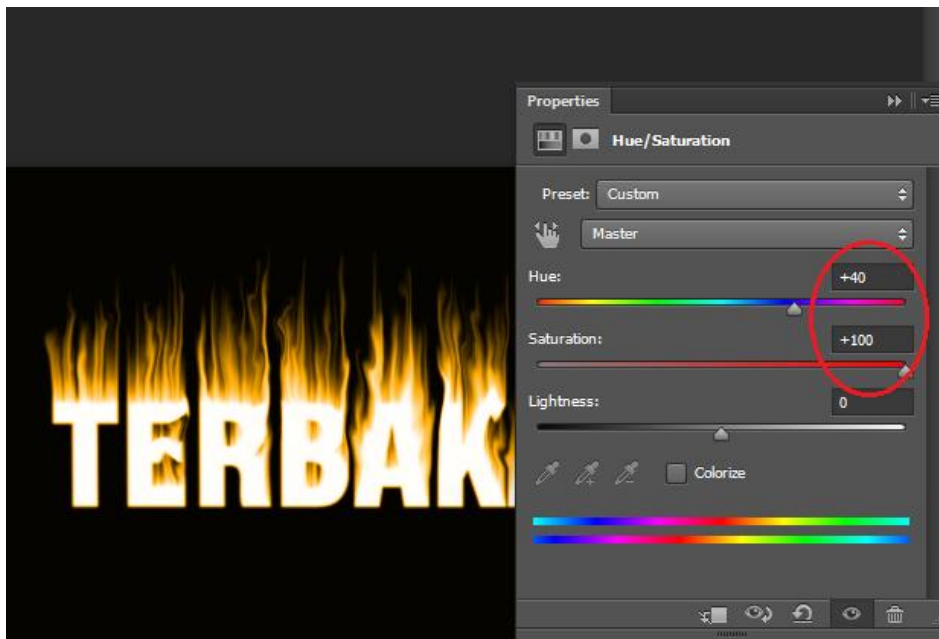 Properties
Hue/Saturation
Preset: Custom
Master
Hue: +40
Saturation: +100
Lightness: 0
Colorize
TERBAK